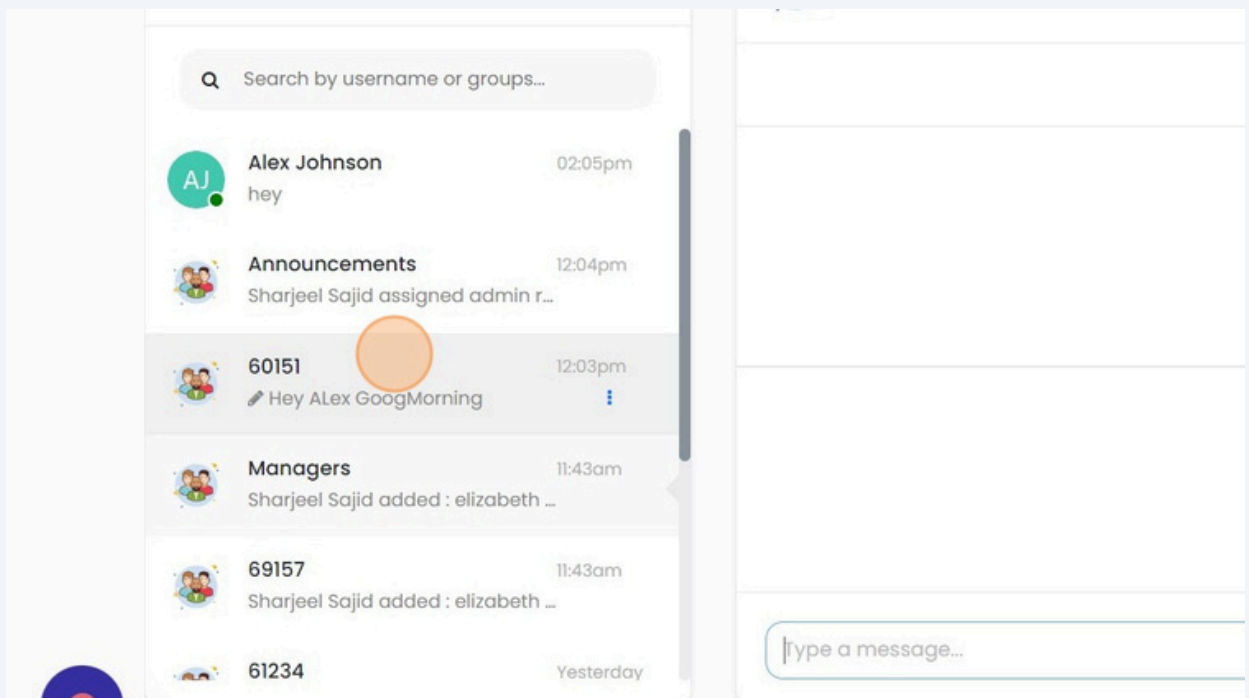 Search by username or groups...
AJ
Alex Johnson 02:05pm
hey
Announcements 12:04pm
Sharjeel Sajid assigned admin r...
60151 12:03pm
Hey ALex GoogMorning
Managers 11:43am
Sharjeel Sajid added : elizabeth ...
69157 11:43am
Sharjeel Sajid added : elizabeth ...
61234 Yesterday
Type a message...